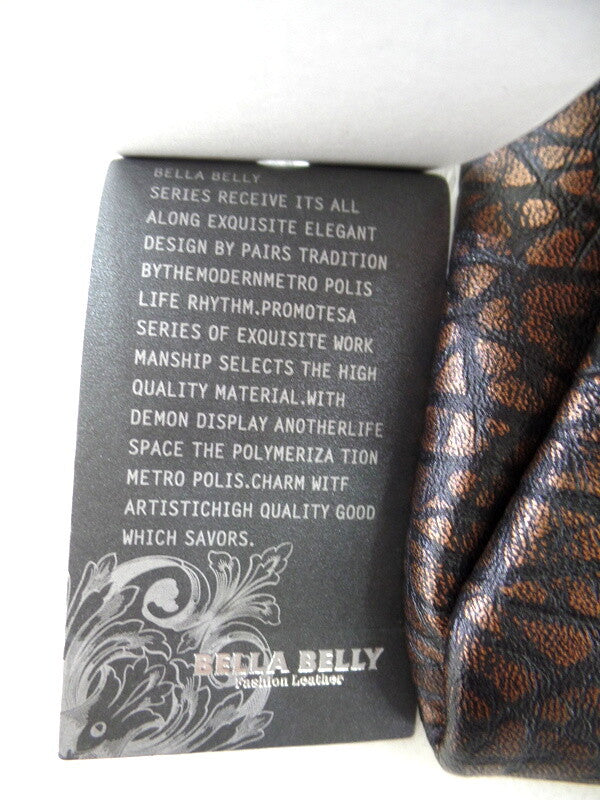 BELLA BELLY
SERIES RECEIVE ITS ALL
ALONG EXQUISITE ELEGANT
DESIGN BY PAIRS TRADITION
BYTHEMODERNMETRO POLIS
LIFE RHYTHM.PROMOTESA
SERIES OF EXQUISITE WORK
MANSHIP SELECTS THE HIGH
QUALITY MATERIAL.WITH
DEMON DISPLAY ANOTHERLIFE
SPACE THE POLYMERIZA TION
METRO POLIS.CHARM WITF
ARTISTICHIGH QUALITY GOOD
WHICH SAVORS.
BELLA BELLY
Fashion Leather